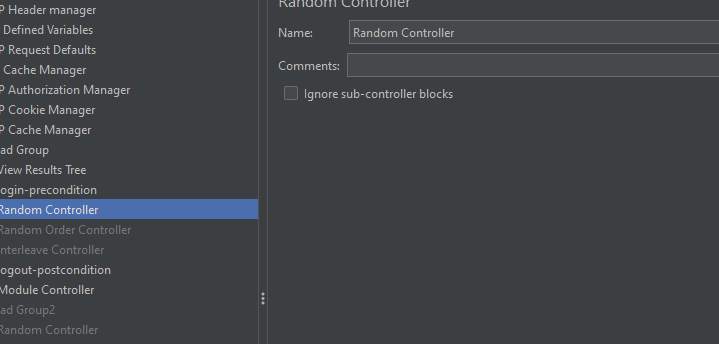 P Header manager
Defined Variables
P Request Defaults
Cache Manager
P Authorization Manager
P Cookie Manager
P Cache Manager
ad Group
View Results Tree
ogin-precondition
Random Controller
Random Order Controller
nterleave Controller
ogout-postcondition
Module Controller
ad Group2
Random Controller
Random Controller
Name: Random Controller
Comments:
Ignore sub-controller blocks